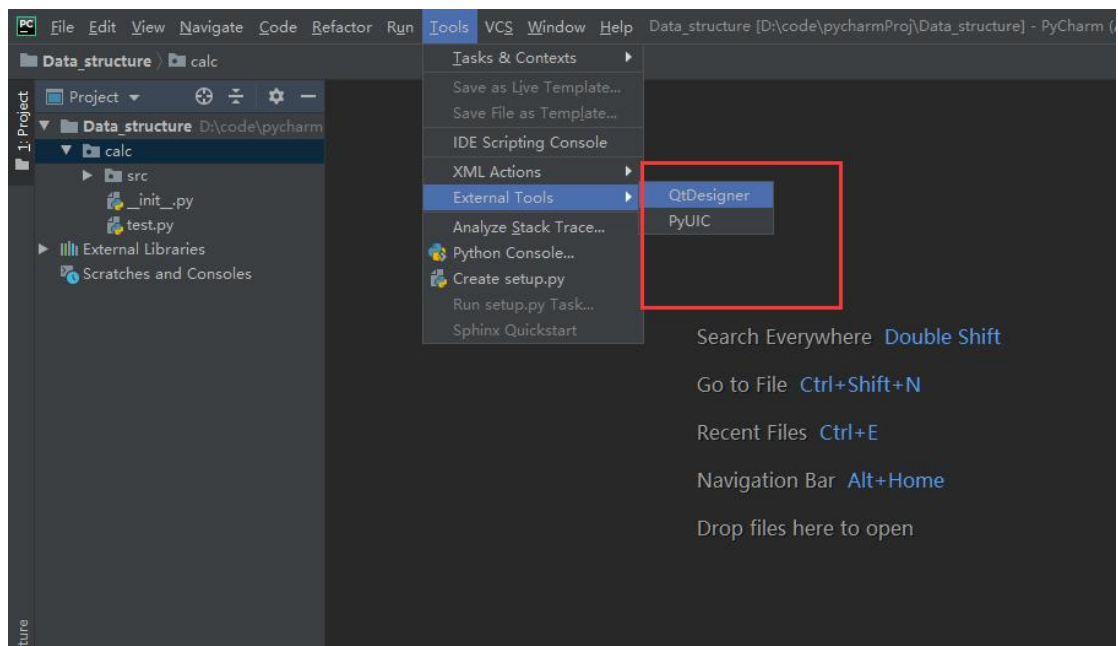 PC File Edit View Navigate Code Refactor Run Tools VCS Window Help Data_structure [D:\code\pycharmProj\Data_structure] - PyCharm (
Data_structure calc
Tasks & Contexts
Save as Live Template...
Save File as Template...
IDE Scripting Console
XML Actions
External Tools
Analyze Stack Trace...
Python Console...
Create setup.py
Run setup.py Task...
Sphinx Quickstart
QtDesigner
PyUIC
1: Project
Project
Data_structure D:\code\pycharm
calc
src
__init__.py
test.py
External Libraries
Scratches and Consoles
Search Everywhere Double Shift
Go to File Ctrl+Shift+N
Recent Files Ctrl+E
Navigation Bar Alt+Home
Drop files here to open
ture